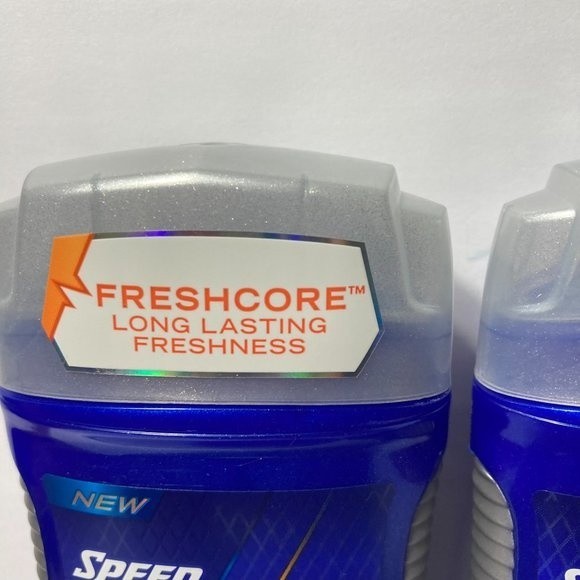 FRESHCORE™
LONG LASTING
FRESHNESS
NEW
SPEED